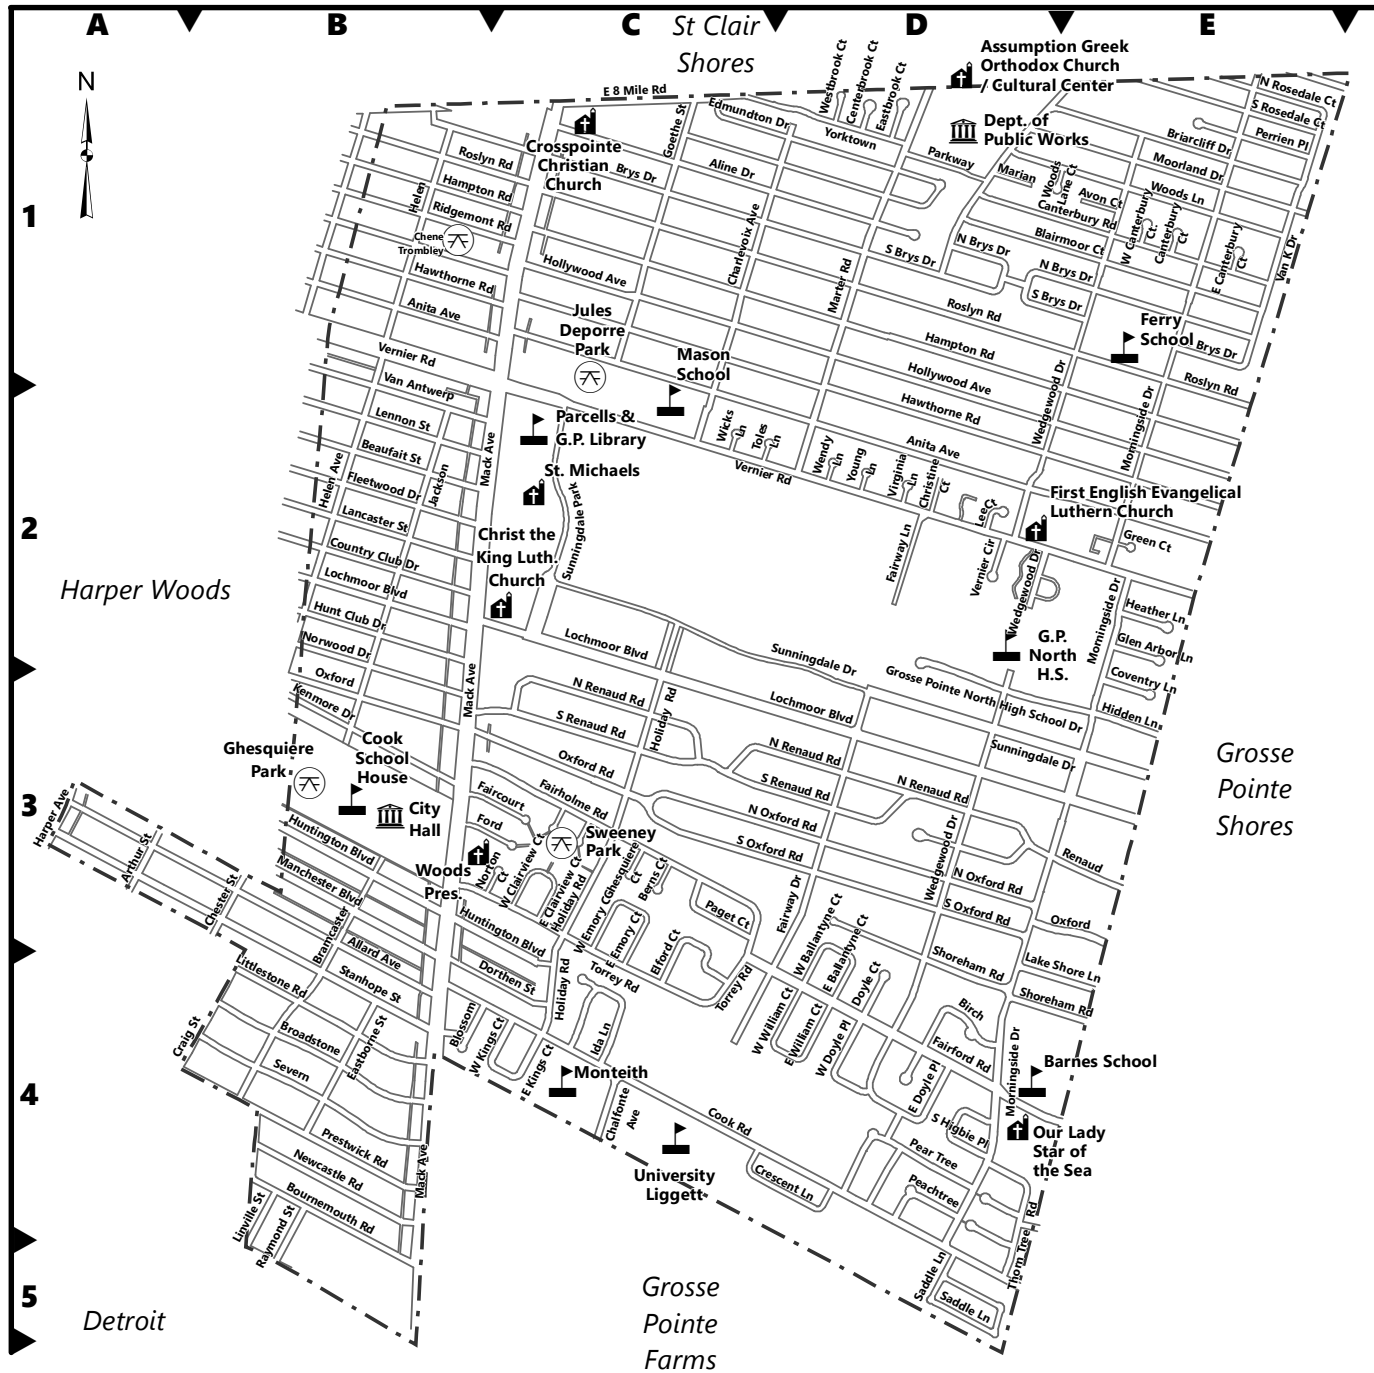 A
B
C
D
E
St Clair
Shores
N
E 8 Mile Rd
Westbrook Ct
Centerbrook Ct
Eastbrook Ct
Assumption Greek
Orthodox Church
/ Cultural Center
N Rosedale Ct
S Rosedale Ct
Perrien Pl
Briarcliff Dr
Moorland Dr
Woods Ln
Edmundton Dr
Yorktown
Goethe St
Dept. of
Public Works
Parkway
Marian
Woods
Lane Ct
Avon Ct
Canterbury Rd
Blairmoor Ct
W Canterbury
Ct
Canterbury
Ct
E Canterbury
Ct
Van K Dr
Crosspointe
Christian
Church
Roslyn Rd
Hampton Rd
Ridgemont Rd
Helen
Chene
Trombley
Hawthorne Rd
Anita Ave
Brys Dr
Aline Dr
Charlevoix Ave
Marter Rd
Hollywood Ave
S Brys Dr
N Brys Dr
N Brys Dr
S Brys Dr
Roslyn Rd
Hampton Rd
Hollywood Ave
Hawthorne Rd
Anita Ave
Ferry
School
Brys Dr
Roslyn Rd
Wedgewood Dr
Morningside Dr
1
Jules
Deporre
Park
Mason
School
Vernier Rd
Van Antwerp
Lennon St
Beaufait St
Fleetwood Dr
Lancaster St
Country Club Dr
Lochmoor Blvd
Hunt Club Dr
Norwood Dr
Oxford
Kenmore Dr
Helen Ave
Jackson
Mack Ave
Parcells &
G.P. Library
St. Michaels
Sunningdale Park
Christ the
King Luth.
Church
Wicks
Ln
Toles
Ln
Vernier Rd
Wendy
Ln
Young
Ln
Virginia
Ln
Christine
Ct
Lee Ct
Fairway Ln
Vernier Cir
First English Evangelical
Luthern Church
Green Ct
Wedgewood Dr
Morningside Dr
Heather Ln
Glen Arbor Ln
Coventry Ln
Hidden Ln
G.P.
North
H.S.
2
Harper Woods
Lochmoor Blvd
Sunningdale Dr
Grosse Pointe North High School Dr
Lochmoor Blvd
Sunningdale Dr
Mack Ave
N Renaud Rd
S Renaud Rd
Holiday Rd
Oxford Rd
N Renaud Rd
S Renaud Rd
N Renaud Rd
N Oxford Rd
S Oxford Rd
Wedgewood Dr
N Oxford Rd
S Oxford Rd
Renaud
Oxford
Grosse
Pointe
Shores
Ghesquiere
Park
Cook
School
House
City
Hall
3
Harper Ave
Arthur St
Chester St
Huntington Blvd
Manchester Blvd
Bramcaster
Allard Ave
Stanhope St
Faircourt
Ford
Fairholme Rd
Sweeney
Park
Woods
Pres.
Norton
Ct
W Clairview Ct
E Clairview Ct
Holiday Rd
Ghesquiere
Ct
Berns Ct
W Emory Ct
E Emory Ct
Elford Ct
Paget Ct
Huntington Blvd
Dorthen St
Holiday Rd
Torrey Rd
Torrey Rd
Fairway Dr
W Ballantyne Ct
E Ballantyne Ct
Doyle Ct
Shoreham Rd
Lake Shore Ln
Shoreham Rd
Littlestone Rd
Craig St
Broadstone
Severn
Eastborne St
Blossom
W Kings Ct
E Kings Ct
Ida Ln
W William Ct
E William Ct
W Doyle Pl
E Doyle Pl
Birch
Fairford Rd
Morningside Dr
Barnes School
4
Monteith
Chalfonte
Ave
Cook Rd
University
Liggett
Crescent Ln
S Higbie Pl
Our Lady
Star of
the Sea
Pear Tree
Peachtree
Thorn Tree
Rd
Prestwick Rd
Newcastle Rd
Bournemouth Rd
Mack Ave
Linville St
Raymond St
Saddle Ln
Saddle Ln
5
Detroit
Grosse
Pointe
Farms